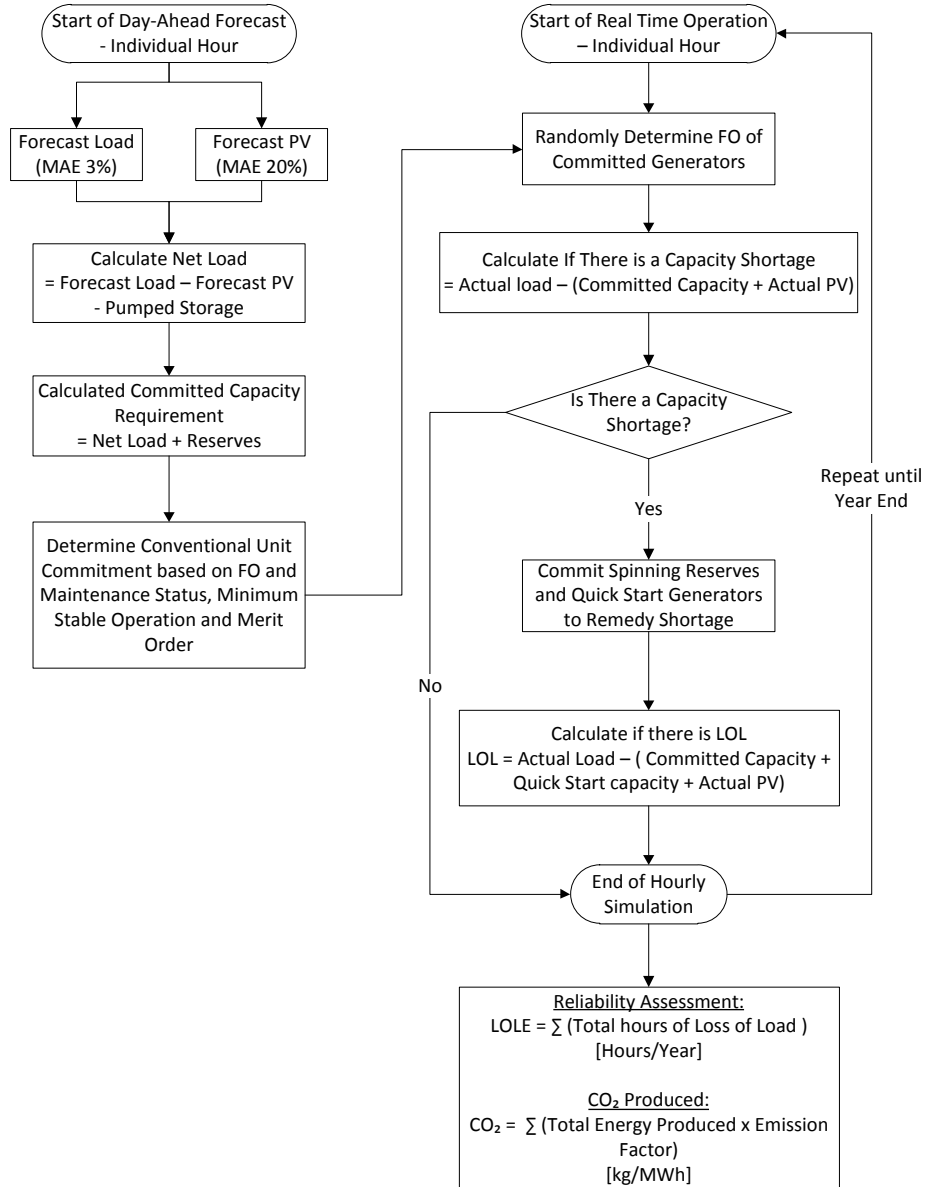 Start of Day-Ahead Forecast
- Individual Hour
Forecast Load
(MAE 3%)
Forecast PV
(MAE 20%)
Calculate Net Load
= Forecast Load – Forecast PV
- Pumped Storage
Calculated Committed Capacity
Requirement
= Net Load + Reserves
Determine Conventional Unit
Commitment based on FO and
Maintenance Status, Minimum
Stable Operation and Merit
Order
Start of Real Time Operation
– Individual Hour
Randomly Determine FO of
Committed Generators
Calculate If There is a Capacity Shortage
= Actual load – (Committed Capacity + Actual PV)
Is There a Capacity
Shortage?
Yes
No
Repeat until
Year End
Commit Spinning Reserves
and Quick Start Generators
to Remedy Shortage
Calculate if there is LOL
LOL = Actual Load – ( Committed Capacity +
Quick Start capacity + Actual PV)
End of Hourly
Simulation
Reliability Assessment:
LOLE = ∑ (Total hours of Loss of Load )
[Hours/Year]
CO₂ Produced:
CO₂ = ∑ (Total Energy Produced x Emission
Factor)
[kg/MWh]